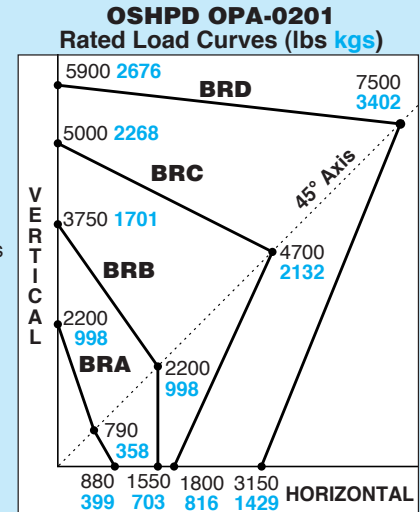 OSHPD OPA-0201
Rated Load Curves (lbs kgs)
5900 2676
BRD
7500
3402
5000 2268
BRC
45° Axis
VERTICAL
3750 1701
4700
2132
BRB
2200
998
BRA
2200
998
790
358
880
399
1550
703
1800
816
3150
1429
HORIZONTAL
s